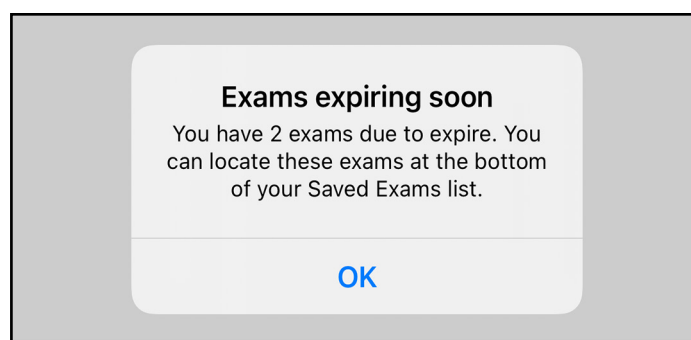 Exams expiring soon
You have 2 exams due to expire. You
can locate these exams at the bottom
of your Saved Exams list.
OK